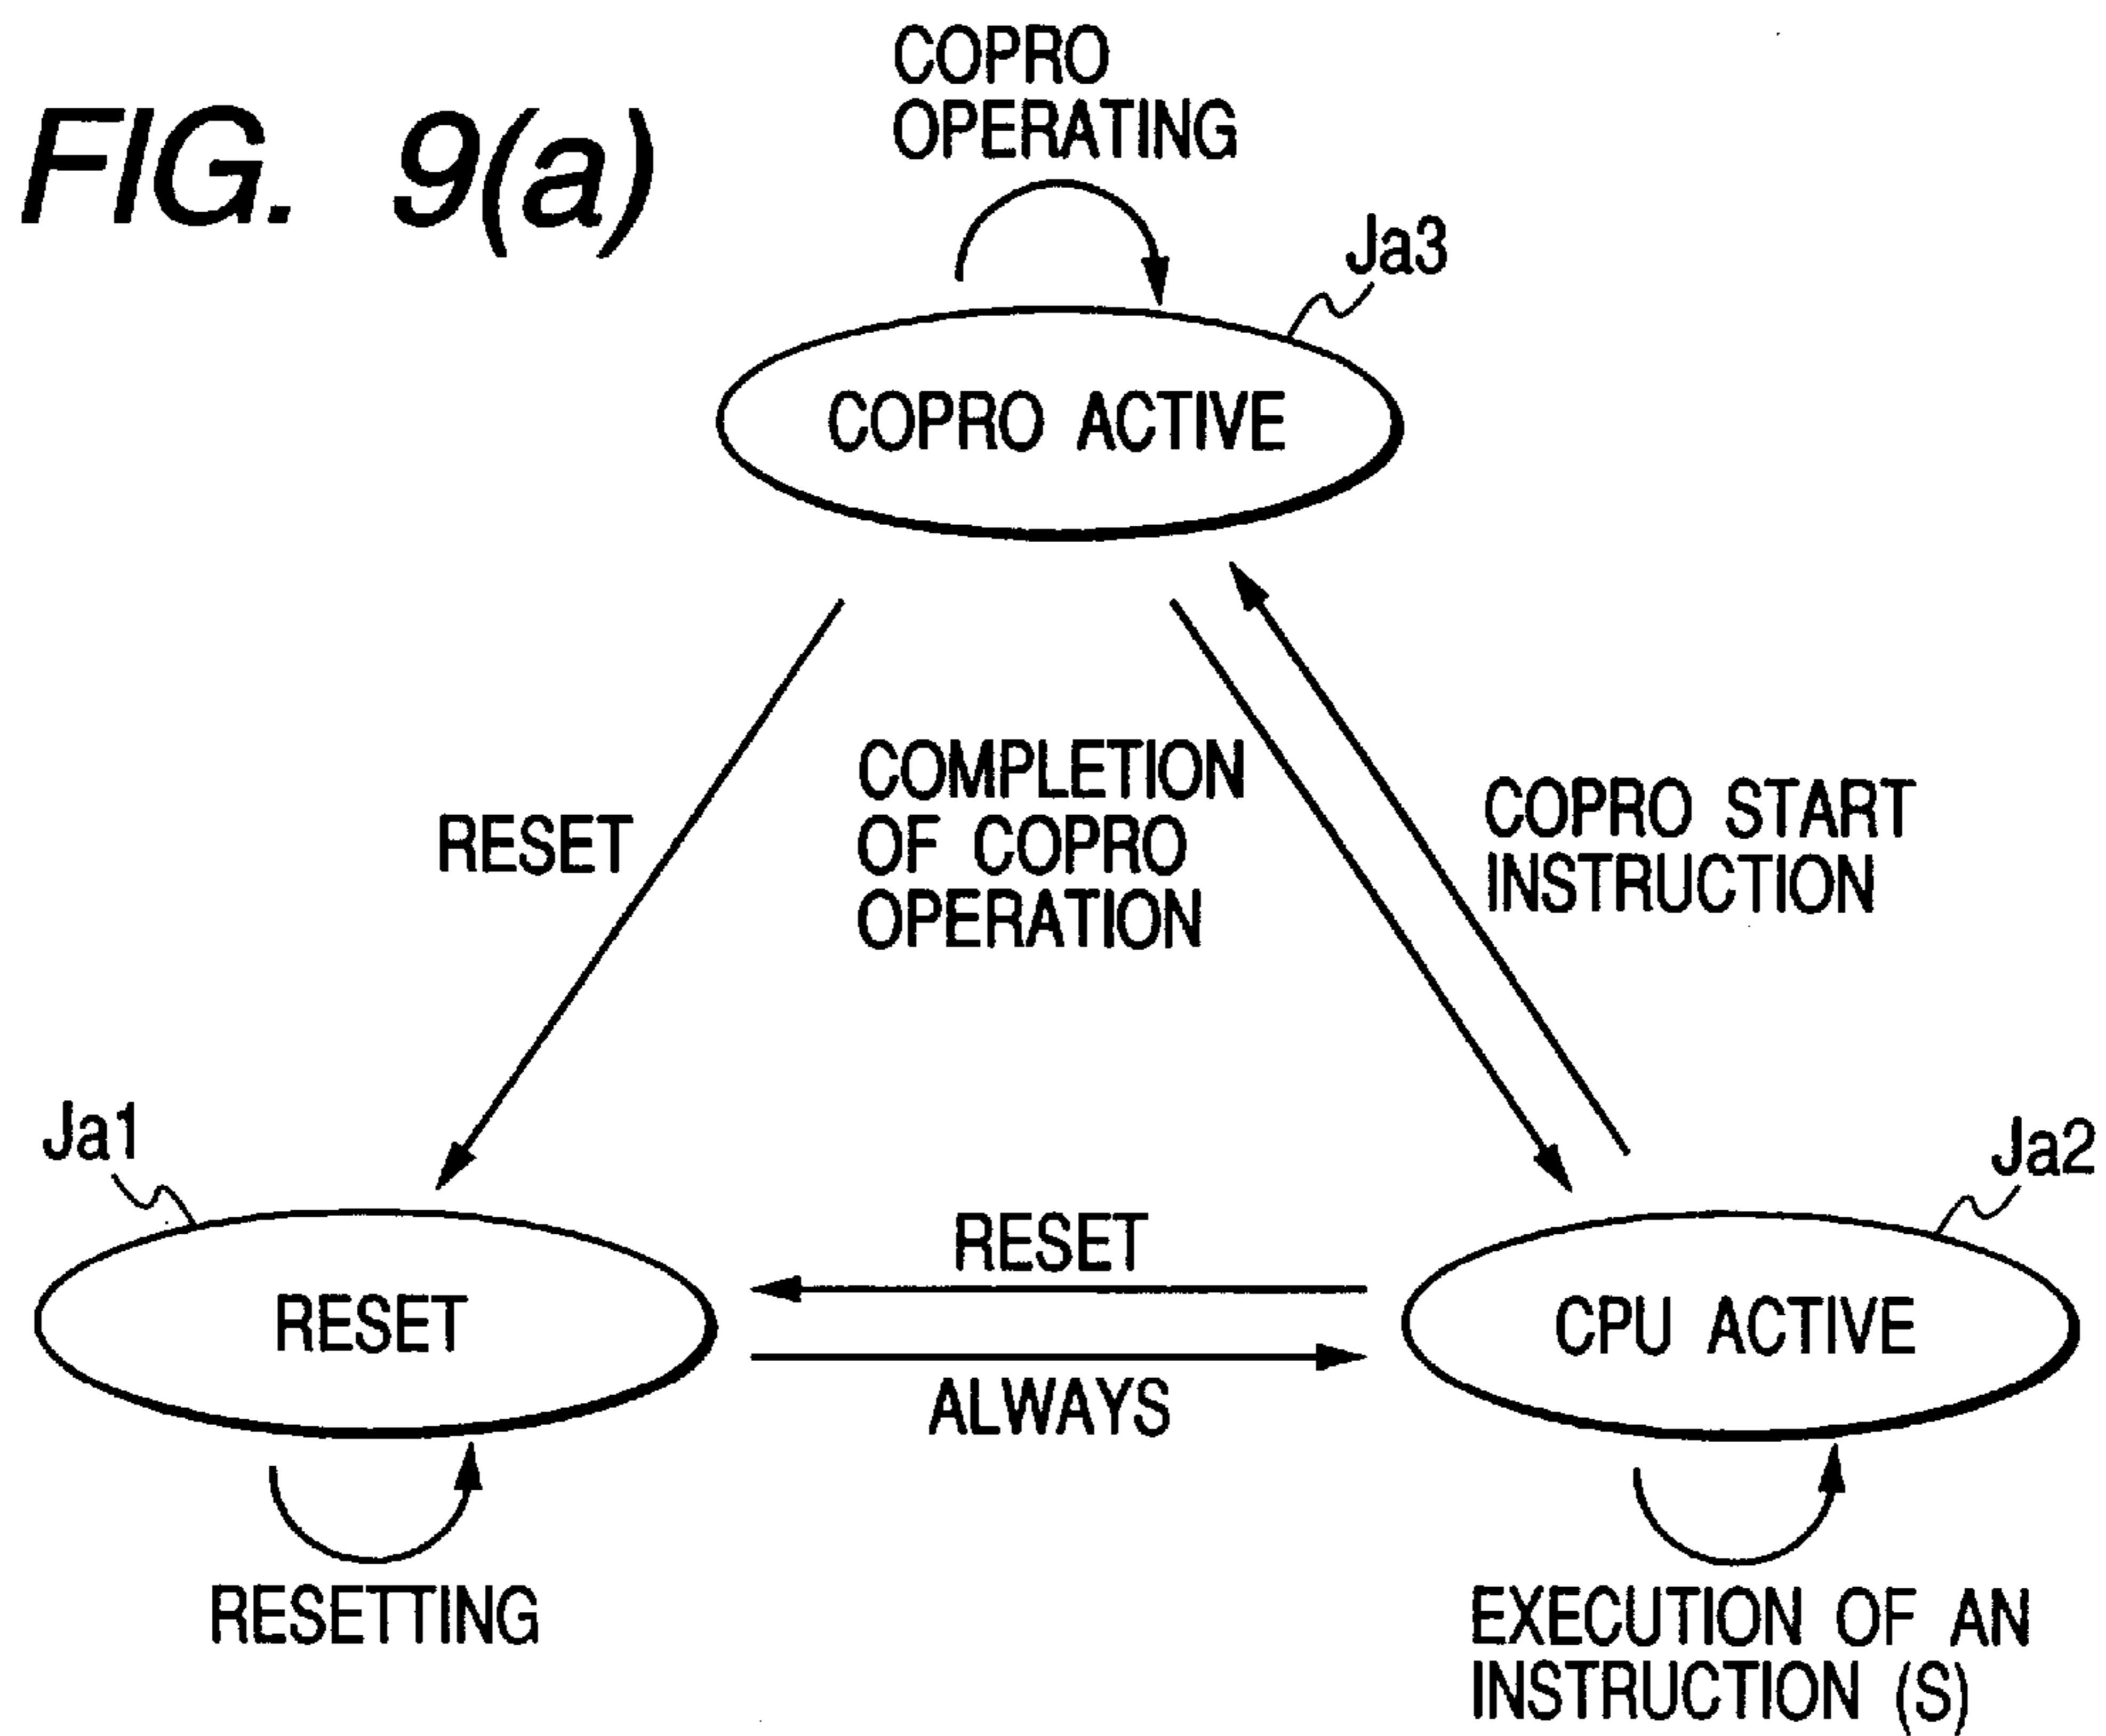 FIG. 9(a)
COPRO
OPERATING
Ja3
COPRO ACTIVE
RESET
COMPLETION
OF COPRO
OPERATION
COPRO START
INSTRUCTION
Ja1
Ja2
RESET
RESET
CPU ACTIVE
ALWAYS
RESETTING
EXECUTION OF AN
INSTRUCTION (S)